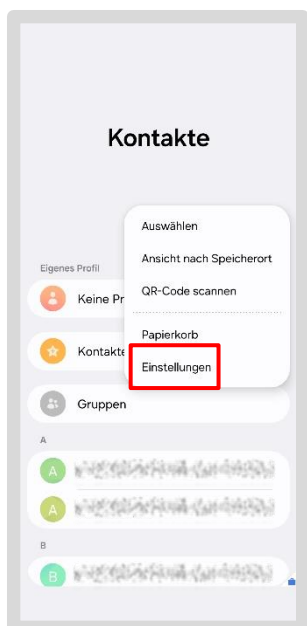 Kontakte
Auswählen
Ansicht nach Speicherort
Eigenes Profil
QR-Code scannen
Keine Pr
Papierkorb
Kontakte
Einstellungen
Gruppen
A
A
A
B
B